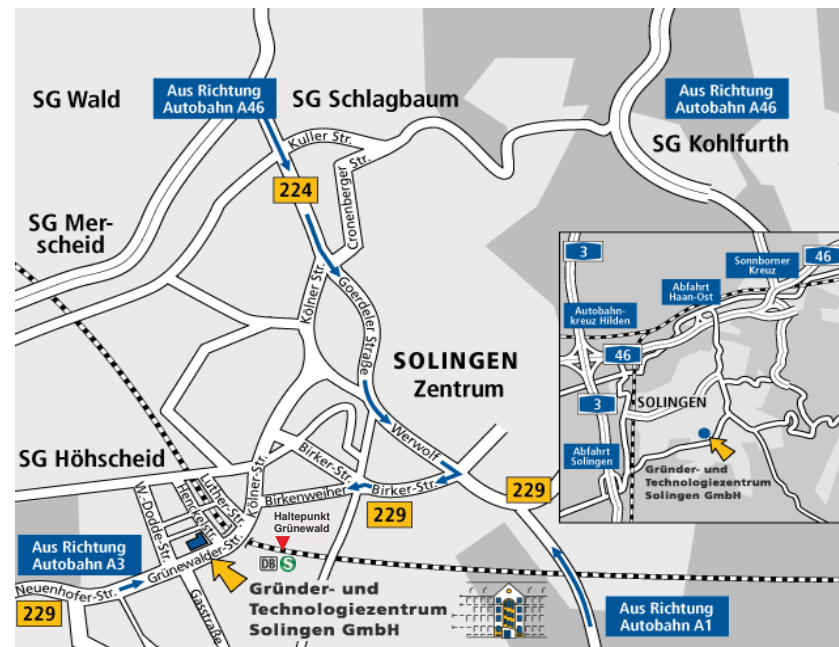 SG Wald
Aus Richtung
Autobahn A46
SG Schlagbaum
Aus Richtung
Autobahn A46
SG Kohlfurth
Kuller Str.
Cronenberger Str.
224
SG Mer-
scheid
Kölner Str.
Goerdeler Straße
SOLINGEN
Zentrum
Werwolf
SG Höhscheid
Birker-Str.
Birkenweiher
Birker-Str.
229
229
Kölner-Str.
Luther-Str.
Henckelstr.
W.-Dodde-Str.
Haltepunkt
Grünewald
DB
S
Aus Richtung
Autobahn A3
Grünewalder-Str.
Neuenhofer-Str.
229
Gasstraße
Gründer- und
Technologiezentrum
Solingen GmbH
Aus Richtung
Autobahn A1
3
Sonnborner
Kreuz
46
Abfahrt
Haan-Ost
Autobahn-
kreuz Hilden
46
3
SOLINGEN
Abfahrt
Solingen
Gründer- und
Technologiezentrum
Solingen GmbH